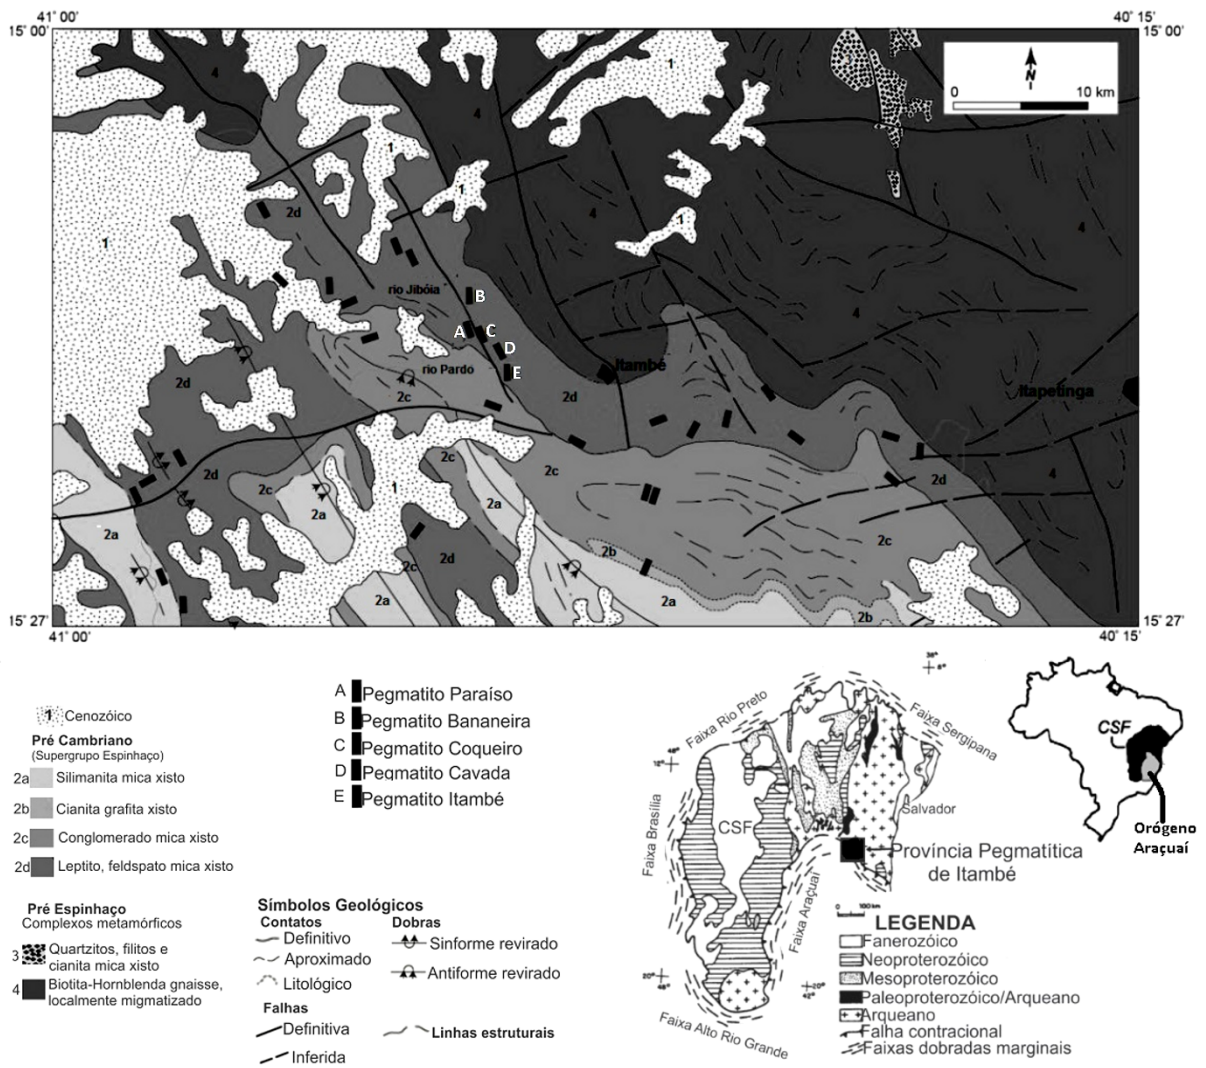 41° 00'
40° 15'
15° 00'
15° 00'
4
1
N
0 10 km
4
1
1
1
2d
4
1
4
1
rio Jibóia
B
A
C
D
E
4
rio Pardo
Itambé
Itapetinga
2d
2c
2d
2c
2c
2d
2c
1
2a
2d
4
2a
2a
2c
2b
2d
2c
2a
2a
2b
15° 27'
15° 27'
41° 00'
40° 15'
1 Cenozóico
Pré Cambriano
(Supergrupo Espinhaço)
2a Silimanita mica xisto
2b Cianita grafita xisto
2c Conglomerado mica xisto
2d Leptito, feldspato mica xisto
Pré Espinhaço
Complexos metamórficos
3 Quartzitos, filitos e
cianita mica xisto
4 Biotita-Hornblenda gnaisse,
localmente migmatizado
A Pegmatito Paraíso
B Pegmatito Bananeira
C Pegmatito Coqueiro
D Pegmatito Cavada
E Pegmatito Itambé
Símbolos Geológicos
Contatos
Definitivo
Aproximado
Litológico
Falhas
Definitiva
Inferida
Dobras
Sinforme revirado
Antiforme revirado
Linhas estruturais
Faixa Rio Preto
Faixa Sergipana
Faixa Brasília
CSF
Salvador
Província Pegmatítica
de Itambé
Faixa Araçuaí
Faixa Alto Rio Grande
0 100 km
LEGENDA
Fanerozóico
Neoproterozóico
Mesoproterozóico
Paleoproterozóico/Arqueano
Arqueano
Falha contracional
Faixas dobradas marginais
CSF
Orógeno
Araçuaí